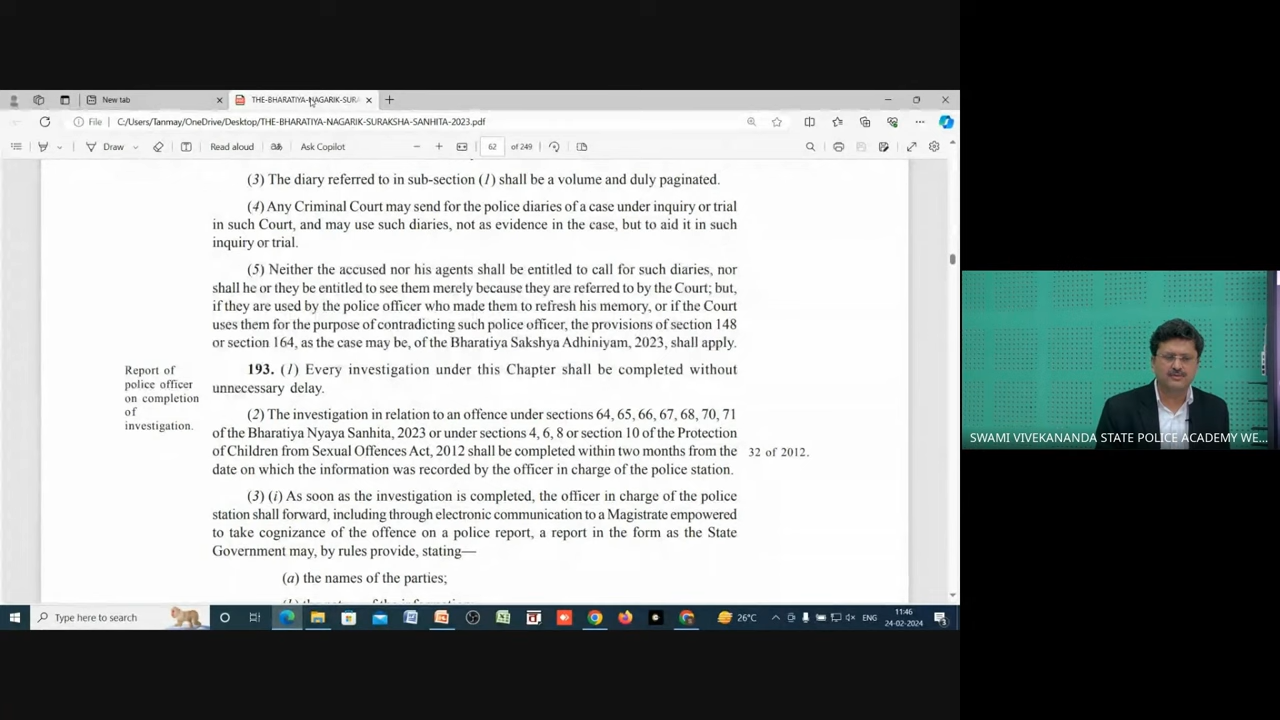 New tab
THE-BHARATIYA-NAGARIK-SURA
File
C:/Users/Tanmay/OneDrive/Desktop/THE-BHARATIYA-NAGARIK-SURAKSHA-SANHITA-2023.pdf
Draw
Read aloud
Ask Copilot
62
of 249
(3) The diary referred to in sub-section (1) shall be a volume and duly paginated.
(4) Any Criminal Court may send for the police diaries of a case under inquiry or trial
in such Court, and may use such diaries, not as evidence in the case, but to aid it in such
inquiry or trial.
(5) Neither the accused nor his agents shall be entitled to call for such diaries, nor
shall he or they be entitled to see them merely because they are referred to by the Court; but,
if they are used by the police officer who made them to refresh his memory, or if the Court
uses them for the purpose of contradicting such police officer, the provisions of section 148
or section 164, as the case may be, of the Bharatiya Sakshya Adhiniyam, 2023, shall apply.
Report of
police officer
on completion
of
investigation.
193. (1) Every investigation under this Chapter shall be completed without
unnecessary delay.
(2) The investigation in relation to an offence under sections 64, 65, 66, 67, 68, 70, 71
of the Bharatiya Nyaya Sanhita, 2023 or under sections 4, 6, 8 or section 10 of the Protection
of Children from Sexual Offences Act, 2012 shall be completed within two months from the
date on which the information was recorded by the officer in charge of the police station.
32 of 2012.
(3) (i) As soon as the investigation is completed, the officer in charge of the police
station shall forward, including through electronic communication to a Magistrate empowered
to take cognizance of the offence on a police report, a report in the form as the State
Government may, by rules provide, stating—
(a) the names of the parties;
SWAMI VIVEKANANDA STATE POLICE ACADEMY WE...
Type here to search
26°C
ENG
11:46
24-02-2024